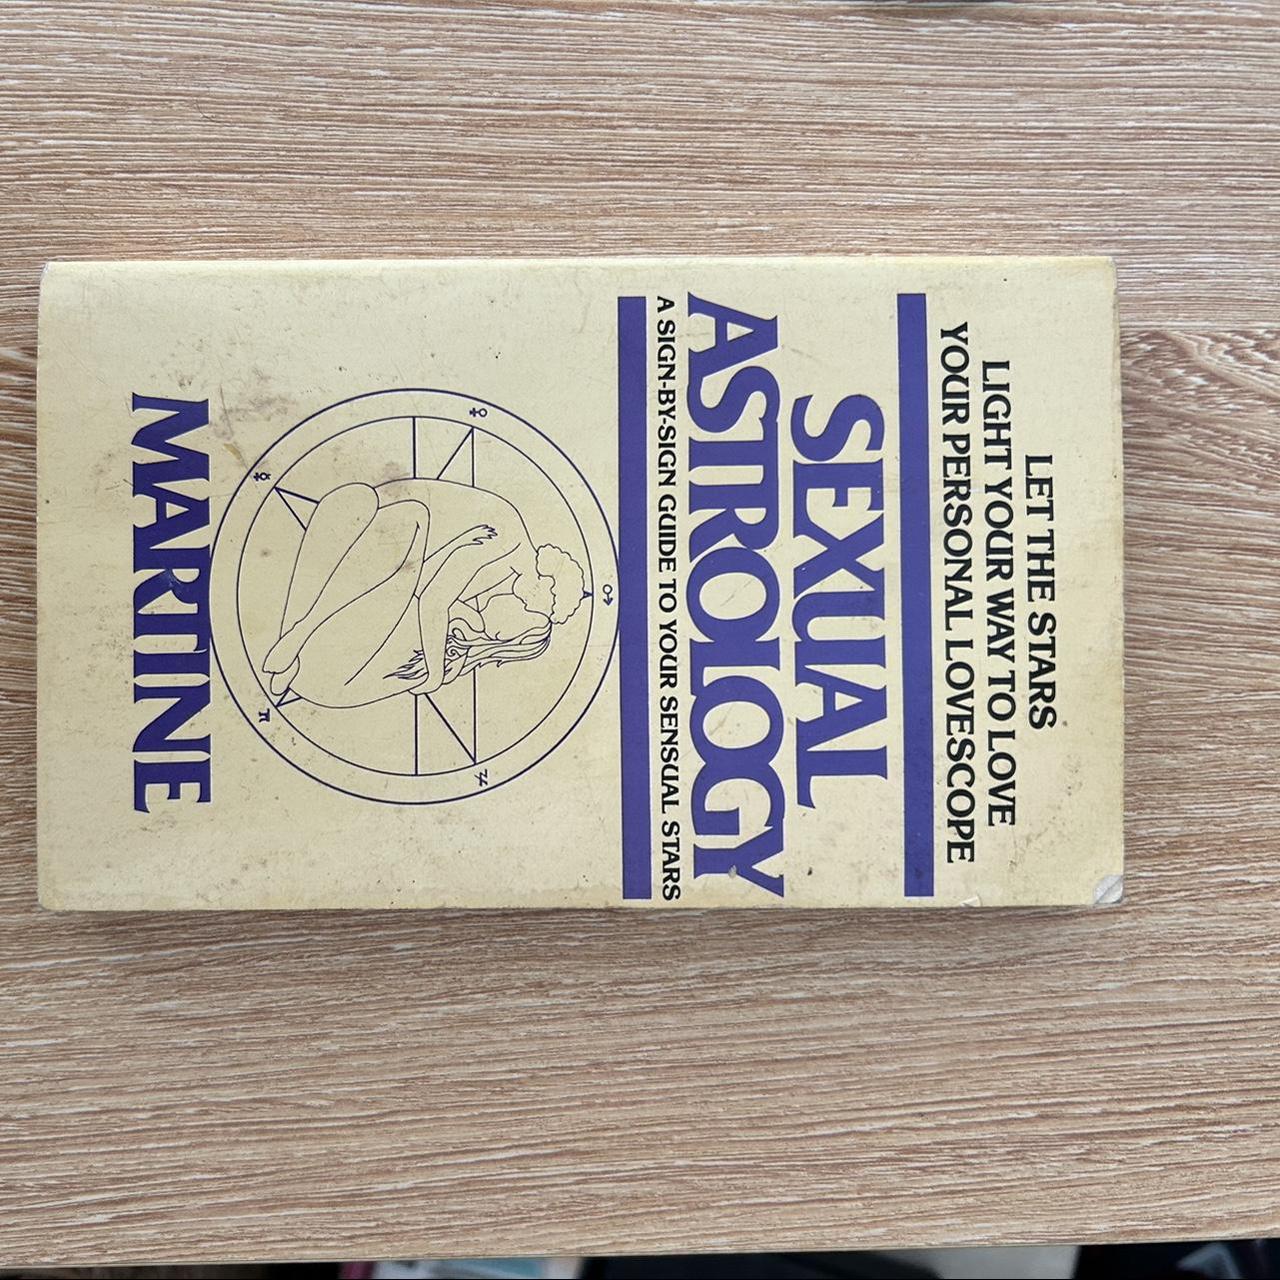 LET THE STARS
LIGHT YOUR WAY TO LOVE
YOUR PERSONAL LOVESCOPE
SEXUAL
ASTROLOGY
A SIGN-BY-SIGN GUIDE TO YOUR SENSUAL STARS
MARTINE